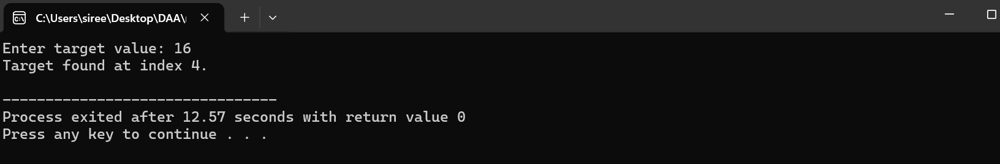 C:\Users\siree\Desktop\DAA\
Enter target value: 16
Target found at index 4.
--------------------------------
Process exited after 12.57 seconds with return value 0
Press any key to continue . . .